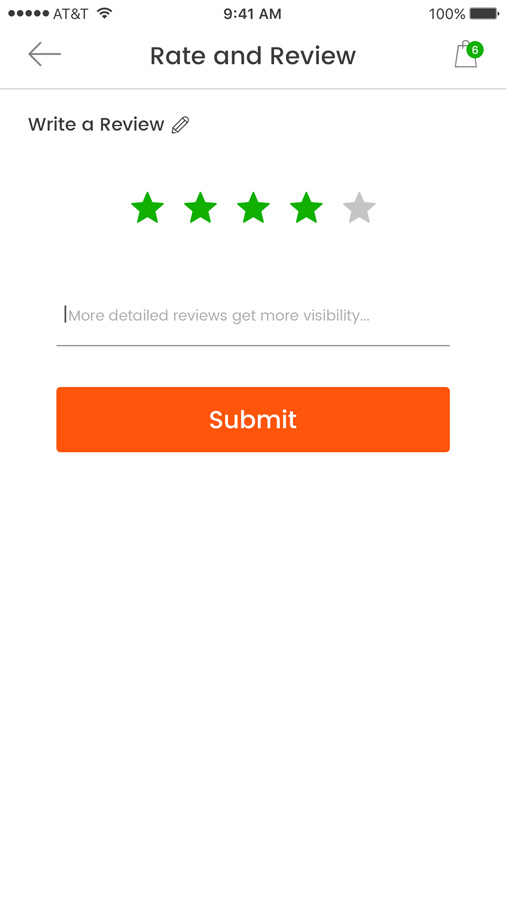 AT&T 9:41 AM 100%
Rate and Review 6
Write a Review
More detailed reviews get more visibility...
Submit